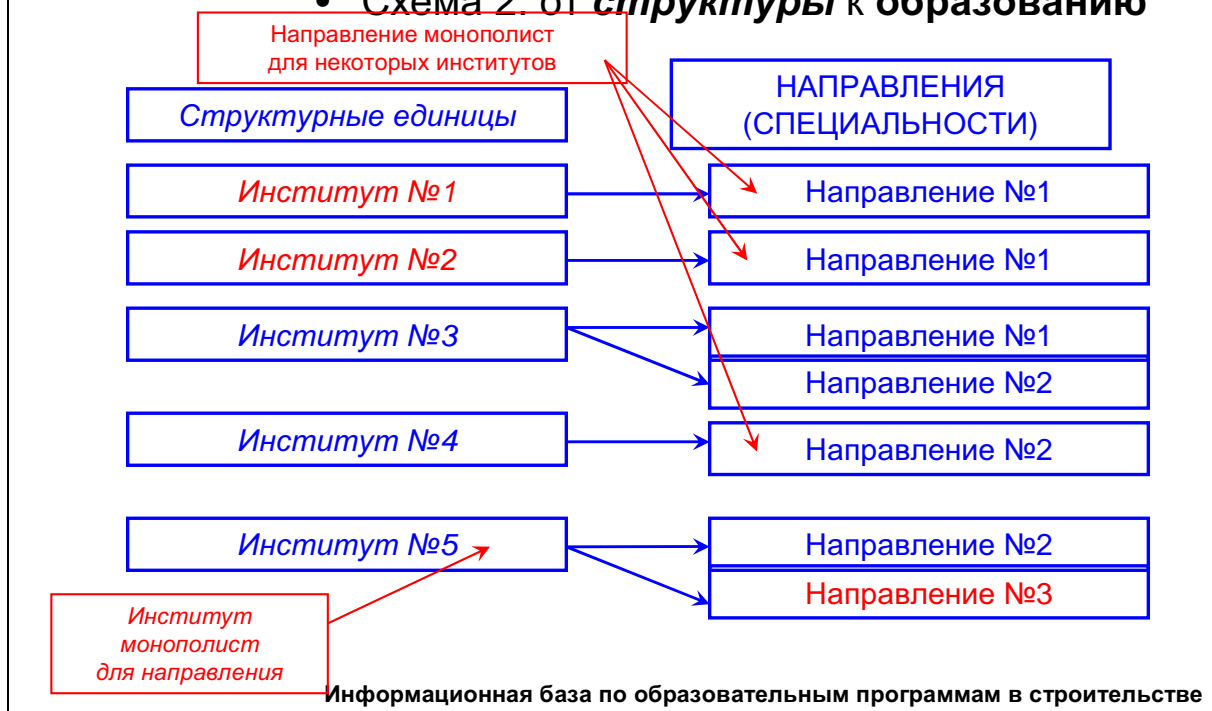 • Схема 2. от структуры к образованию
Направление монополист
для некоторых институтов
Структурные единицы
НАПРАВЛЕНИЯ
(СПЕЦИАЛЬНОСТИ)
Институт №1
Направление №1
Институт №2
Направление №1
Институт №3
Направление №1
Направление №2
Институт №4
Направление №2
Институт №5
Направление №2
Направление №3
Институт
монополист
для направления
Информационная база по образовательным программам в строительстве